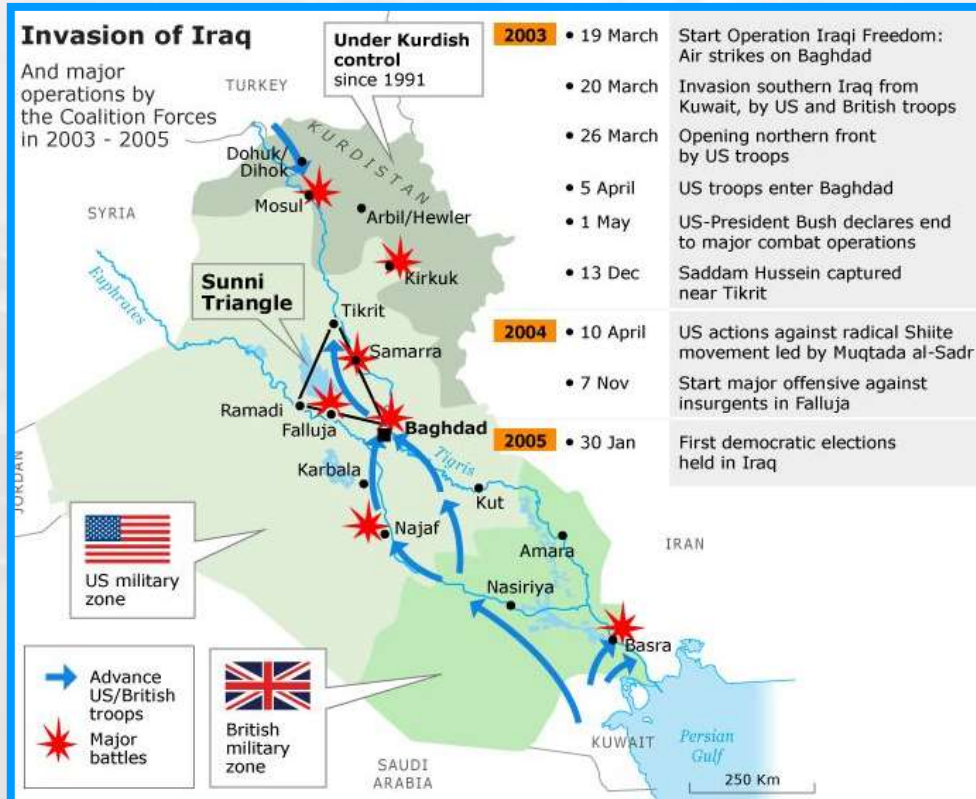 Invasion of Iraq
And major
operations by
the Coalition Forces
in 2003 - 2005
Under Kurdish
control
since 1991
2003 • 19 March Start Operation Iraqi Freedom:
Air strikes on Baghdad
• 20 March Invasion southern Iraq from
Kuwait, by US and British troops
• 26 March Opening northern front
by US troops
• 5 April US troops enter Baghdad
• 1 May US-President Bush declares end
to major combat operations
• 13 Dec Saddam Hussein captured
near Tikrit
2004 • 10 April US actions against radical Shiite
movement led by Muqtada al-Sadr
• 7 Nov Start major offensive against
insurgents in Falluja
2005 • 30 Jan First democratic elections
held in Iraq
TURKEY
KURDISTAN
Dohuk/
Dihok
Mosul
Arbil/Hewler
SYRIA
Kirkuk
Euphrates
Sunni
Triangle
Tikrit
Samarra
Ramadi
Falluja
Baghdad
Tigris
Karbala
Kut
JORDAN
Najaf
Amara
IRAN
Nasiriya
Basra
US military
zone
British
military
zone
Advance
US/British
troops
Major
battles
SAUDI
ARABIA
KUWAIT
Persian
Gulf
250 Km